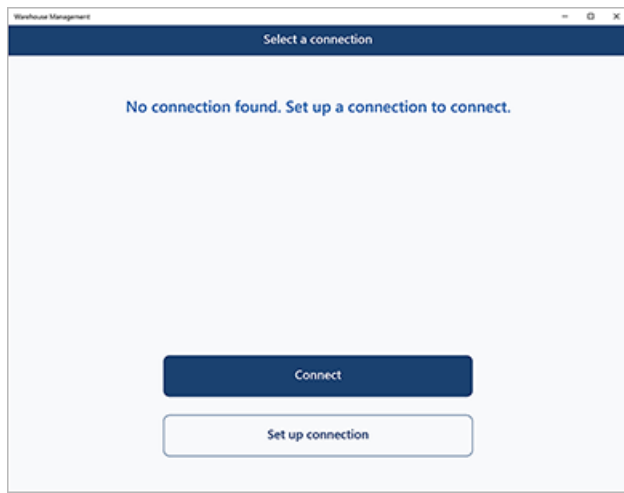 Warehouse Management
Select a connection
No connection found. Set up a connection to connect.
Connect
Set up connection